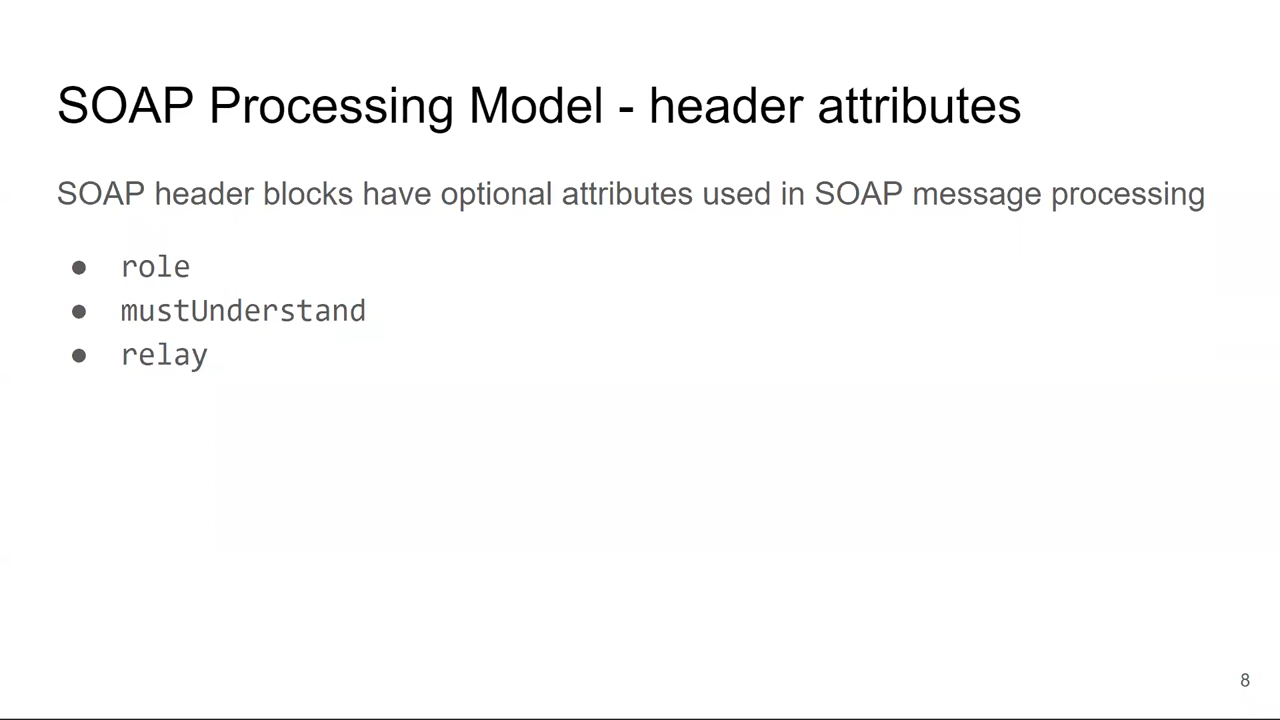 SOAP Processing Model - header attributes
SOAP header blocks have optional attributes used in SOAP message processing
● role
● mustUnderstand
● relay
8